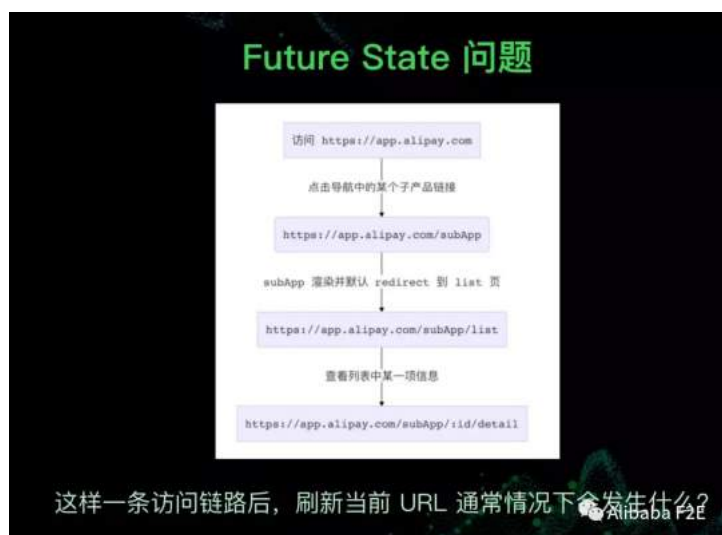 Future State 问题
访问 https://app.alipay.com
点击导航中的某个子产品链接
https://app.alipay.com/subApp
subApp 渲染并默认 redirect 到 list 页
https://app.alipay.com/subApp/list
查看列表中某一项信息
https://app.alipay.com/subApp/:id/detail
这样一条访问链路后，刷新当前 URL 通常情况下会发生什么？
Alibaba F2E